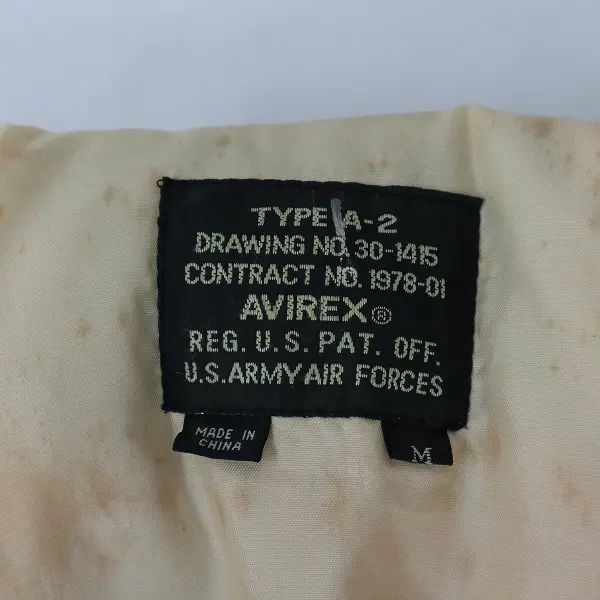 TYPE A-2
DRAWING NO. 30-1415
CONTRACT NO. 1978-01
AVIREX®
REG. U.S. PAT. OFF.
U.S. ARMY AIR FORCES
MADE IN
CHINA
M